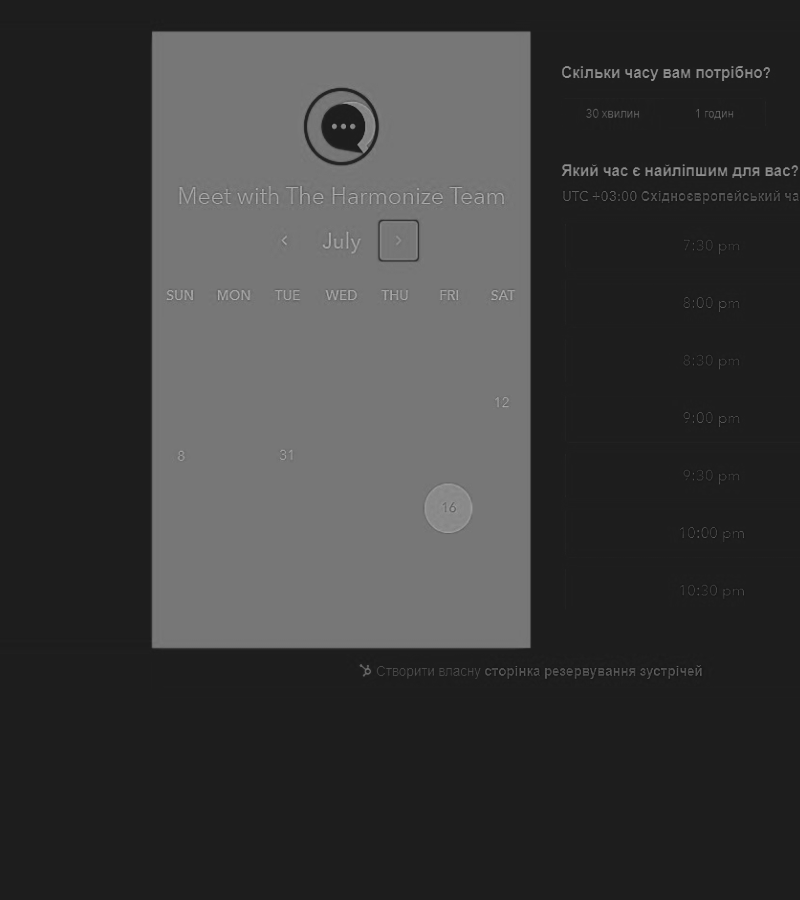 Meet with The Harmonize Team
July
SUN MON TUE WED THU FRI SAT
12
8 31
16
Скільки часу вам потрібно?
30 хвилин 1 годин
Який час є найліпшим для вас?
UTC +03:00 Східноєвропейський ча
7:30 pm
8:00 pm
8:30 pm
9:00 pm
9:30 pm
10:00 pm
10:30 pm
Створити власну сторінка резервування зустрічей